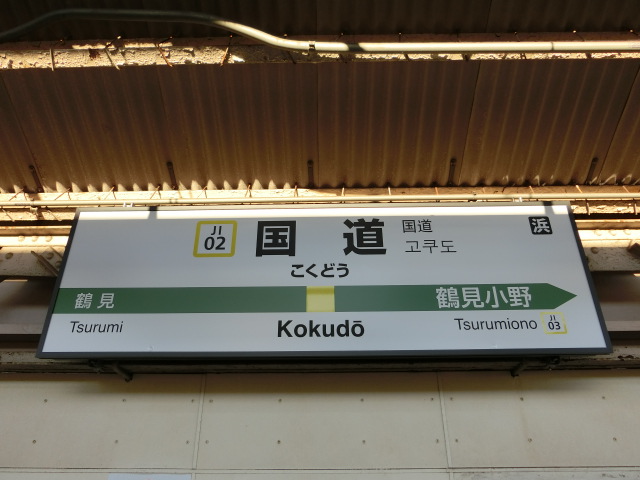 JI
02
国道
国道
고쿠도
浜
こくどう
鶴見
鶴見小野
Tsurumi
Kokudō
Tsurumiono
JI
03